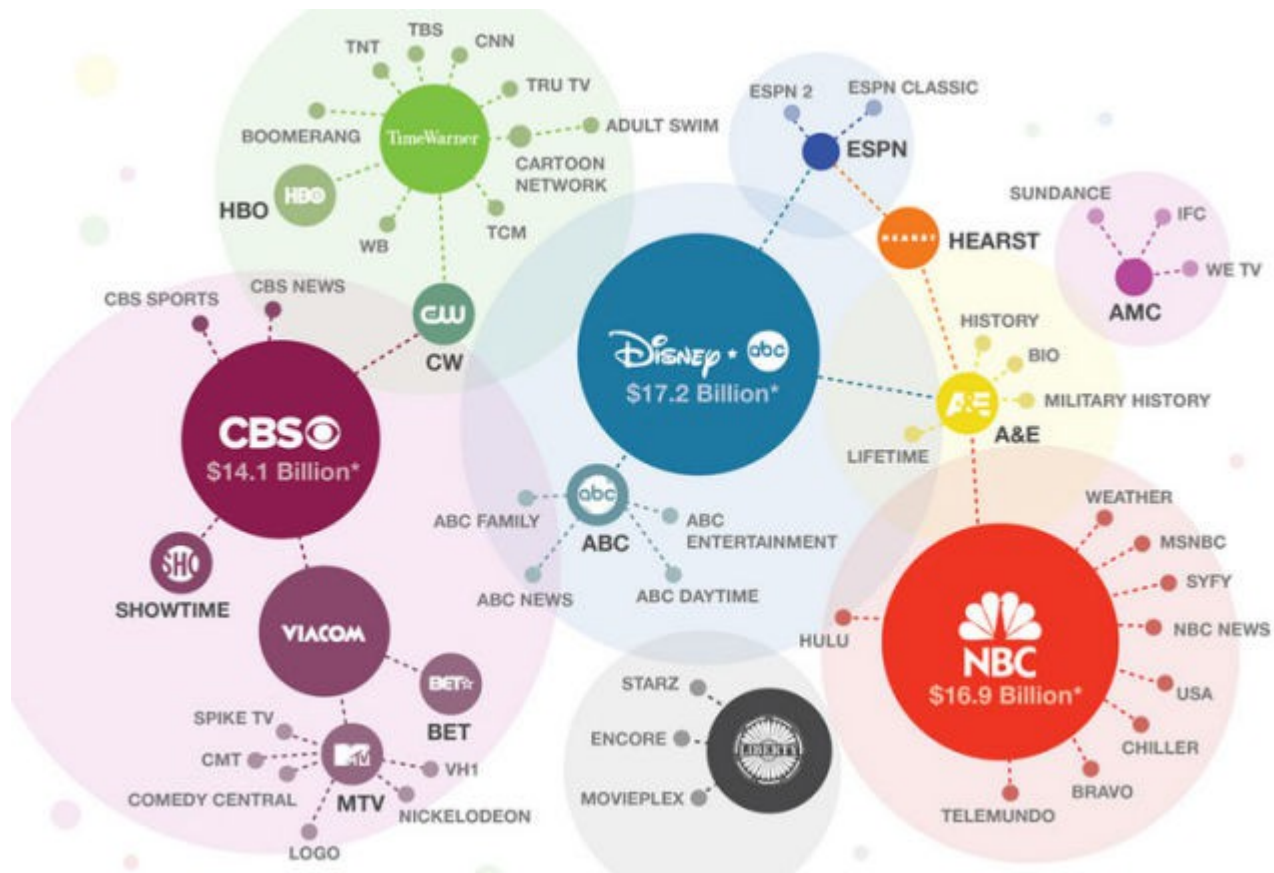 TBS
TNT
CNN
TRU TV
BOOMERANG
TimeWarner
ADULT SWIM
CARTOON
NETWORK
HBO
HBO
WB
TCM
CW
CW
ESPN 2
ESPN CLASSIC
ESPN
HEARST
HEARST
SUNDANCE
IFC
WE TV
AMC
CBS SPORTS
CBS NEWS
CBS
$14.1 Billion*
DISNEY
abc
$17.2 Billion*
HISTORY
BIO
MILITARY HISTORY
A&E
A&E
LIFETIME
abc
ABC
ABC FAMILY
ABC
ENTERTAINMENT
ABC NEWS
ABC DAYTIME
SHO
SHOWTIME
VIACOM
BET
BET
SPIKE TV
CMT
COMEDY CENTRAL
LOGO
MTV
MTV
VH1
NICKELODEON
STARZ
ENCORE
MOVIEPLEX
LIBERTY
WEATHER
MSNBC
SYFY
NBC NEWS
HULU
NBC
$16.9 Billion*
USA
CHILLER
BRAVO
TELEMUNDO